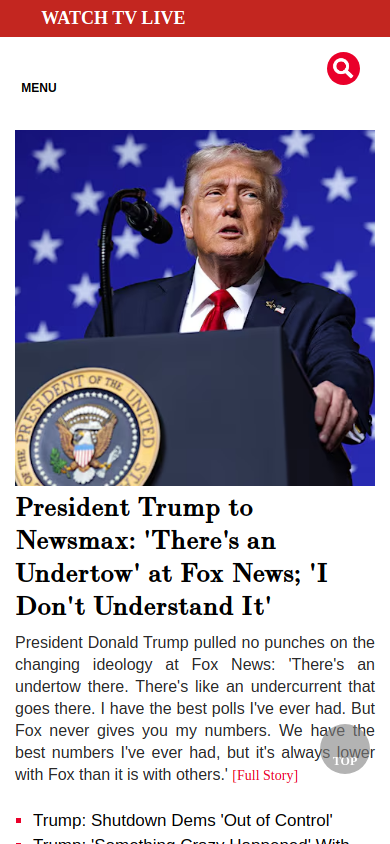 WATCH TV LIVE
MENU
PRESIDENT OF THE UNITED
President Trump to
Newsmax: 'There's an
Undertow' at Fox News; 'I
Don't Understand It'
President Donald Trump pulled no punches on the
changing ideology at Fox News: 'There's an
undertow there. There's like an undercurrent that
goes there. I have the best polls I've ever had. But
Fox never gives you my numbers. We have the
best numbers I've ever had, but it's always lower
with Fox than it is with others.' [Full Story]
TOP
Trump: Shutdown Dems 'Out of Control'
Trump: 'Something Crazy Happened' With